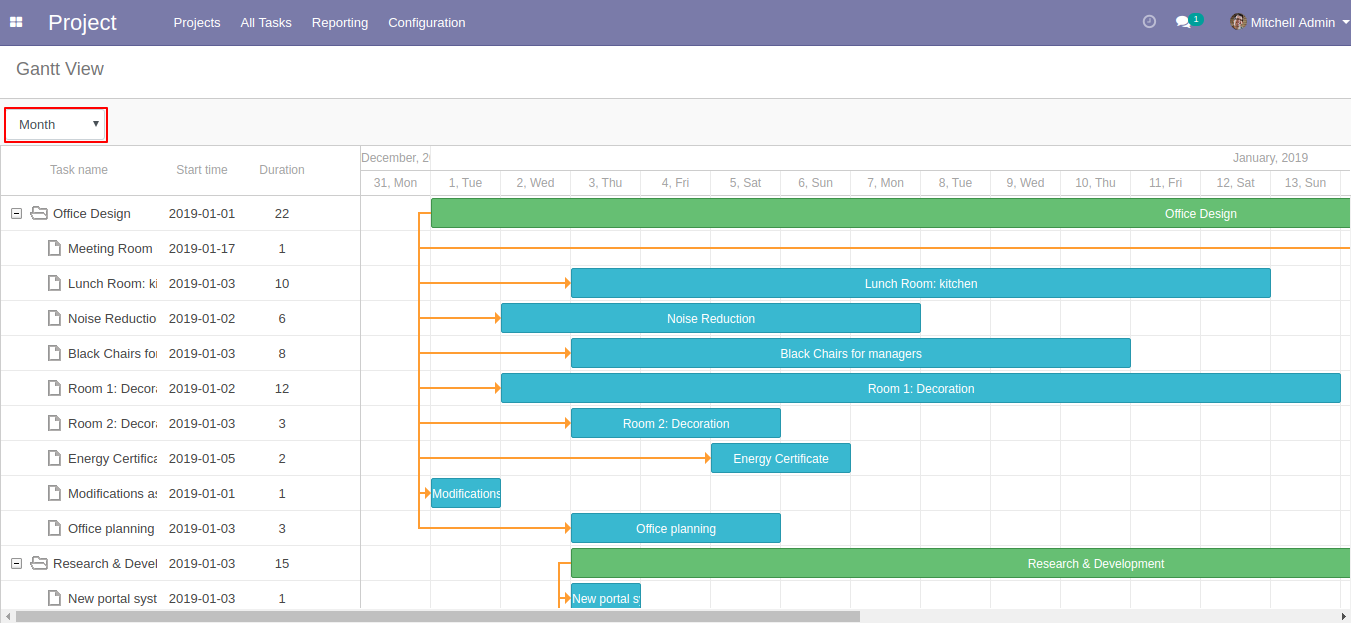 Project Projects All Tasks Reporting Configuration 1 Mitchell Admin
Gantt View
Month
Task name Start time Duration December, 20 January, 2019
31, Mon 1, Tue 2, Wed 3, Thu 4, Fri 5, Sat 6, Sun 7, Mon 8, Tue 9, Wed 10, Thu 11, Fri 12, Sat 13, Sun
Office Design 2019-01-01 22 Office Design
Meeting Room 2019-01-17 1
Lunch Room: ki 2019-01-03 10 Lunch Room: kitchen
Noise Reductio 2019-01-02 6 Noise Reduction
Black Chairs for 2019-01-03 8 Black Chairs for managers
Room 1: Decora 2019-01-02 12 Room 1: Decoration
Room 2: Decora 2019-01-03 3 Room 2: Decoration
Energy Certifica 2019-01-05 2 Energy Certificate
Modifications as 2019-01-01 1 Modifications
Office planning 2019-01-03 3 Office planning
Research & Devel 2019-01-03 15 Research & Development
New portal syst 2019-01-03 1 New portal sy